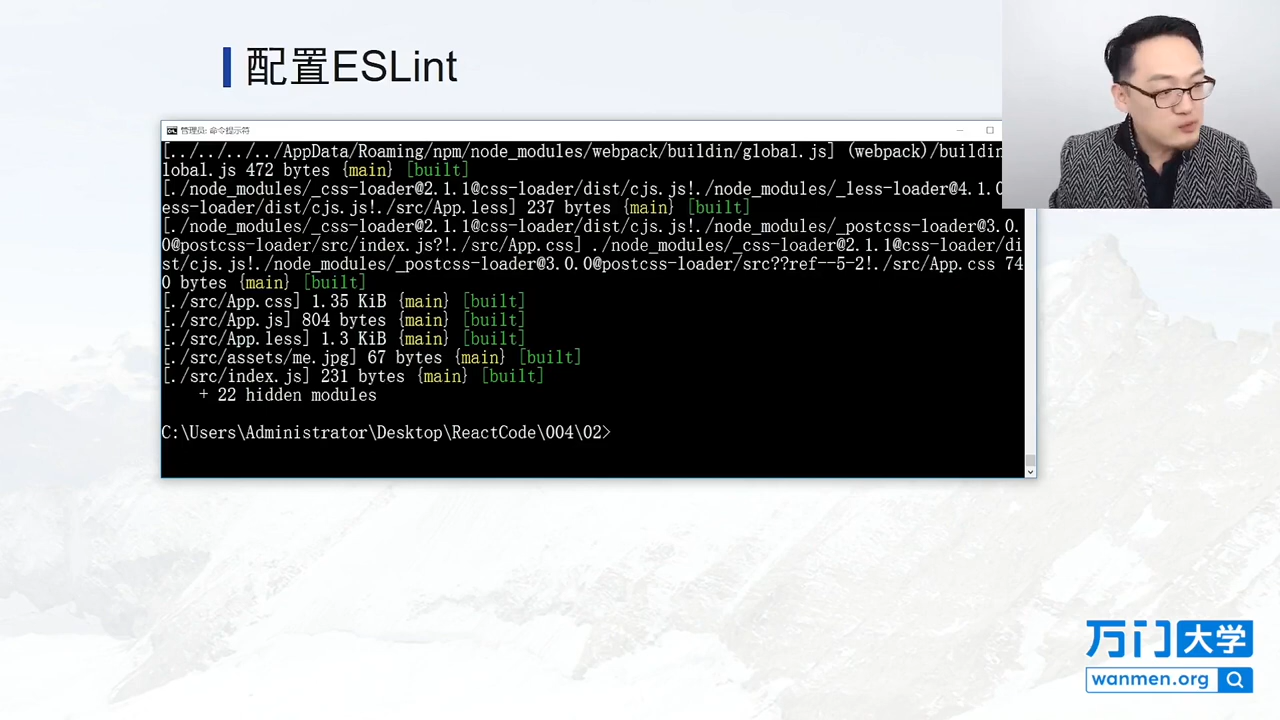 配置ESLint
管理员: 命令提示符
[../../../../AppData/Roaming/npm/node_modules/webpack/buildin/global.js] (webpack)/buildin
lobal.js 472 bytes {main} [built]
[./node_modules/_css-loader@2.1.1@css-loader/dist/cjs.js!./node_modules/_less-loader@4.1.0
ess-loader/dist/cjs.js!./src/App.less] 237 bytes {main} [built]
[./node_modules/_css-loader@2.1.1@css-loader/dist/cjs.js!./node_modules/_postcss-loader@3.0.
0@postcss-loader/src/index.js?!./src/App.css] ./node_modules/_css-loader@2.1.1@css-loader/di
st/cjs.js!./node_modules/_postcss-loader@3.0.0@postcss-loader/src??ref--5-2!./src/App.css 74
0 bytes {main} [built]
[./src/App.css] 1.35 KiB {main} [built]
[./src/App.js] 804 bytes {main} [built]
[./src/App.less] 1.3 KiB {main} [built]
[./src/assets/me.jpg] 67 bytes {main} [built]
[./src/index.js] 231 bytes {main} [built]
+ 22 hidden modules
C:\Users\Administrator\Desktop\ReactCode\004\02>
万门大学
wanmen.org